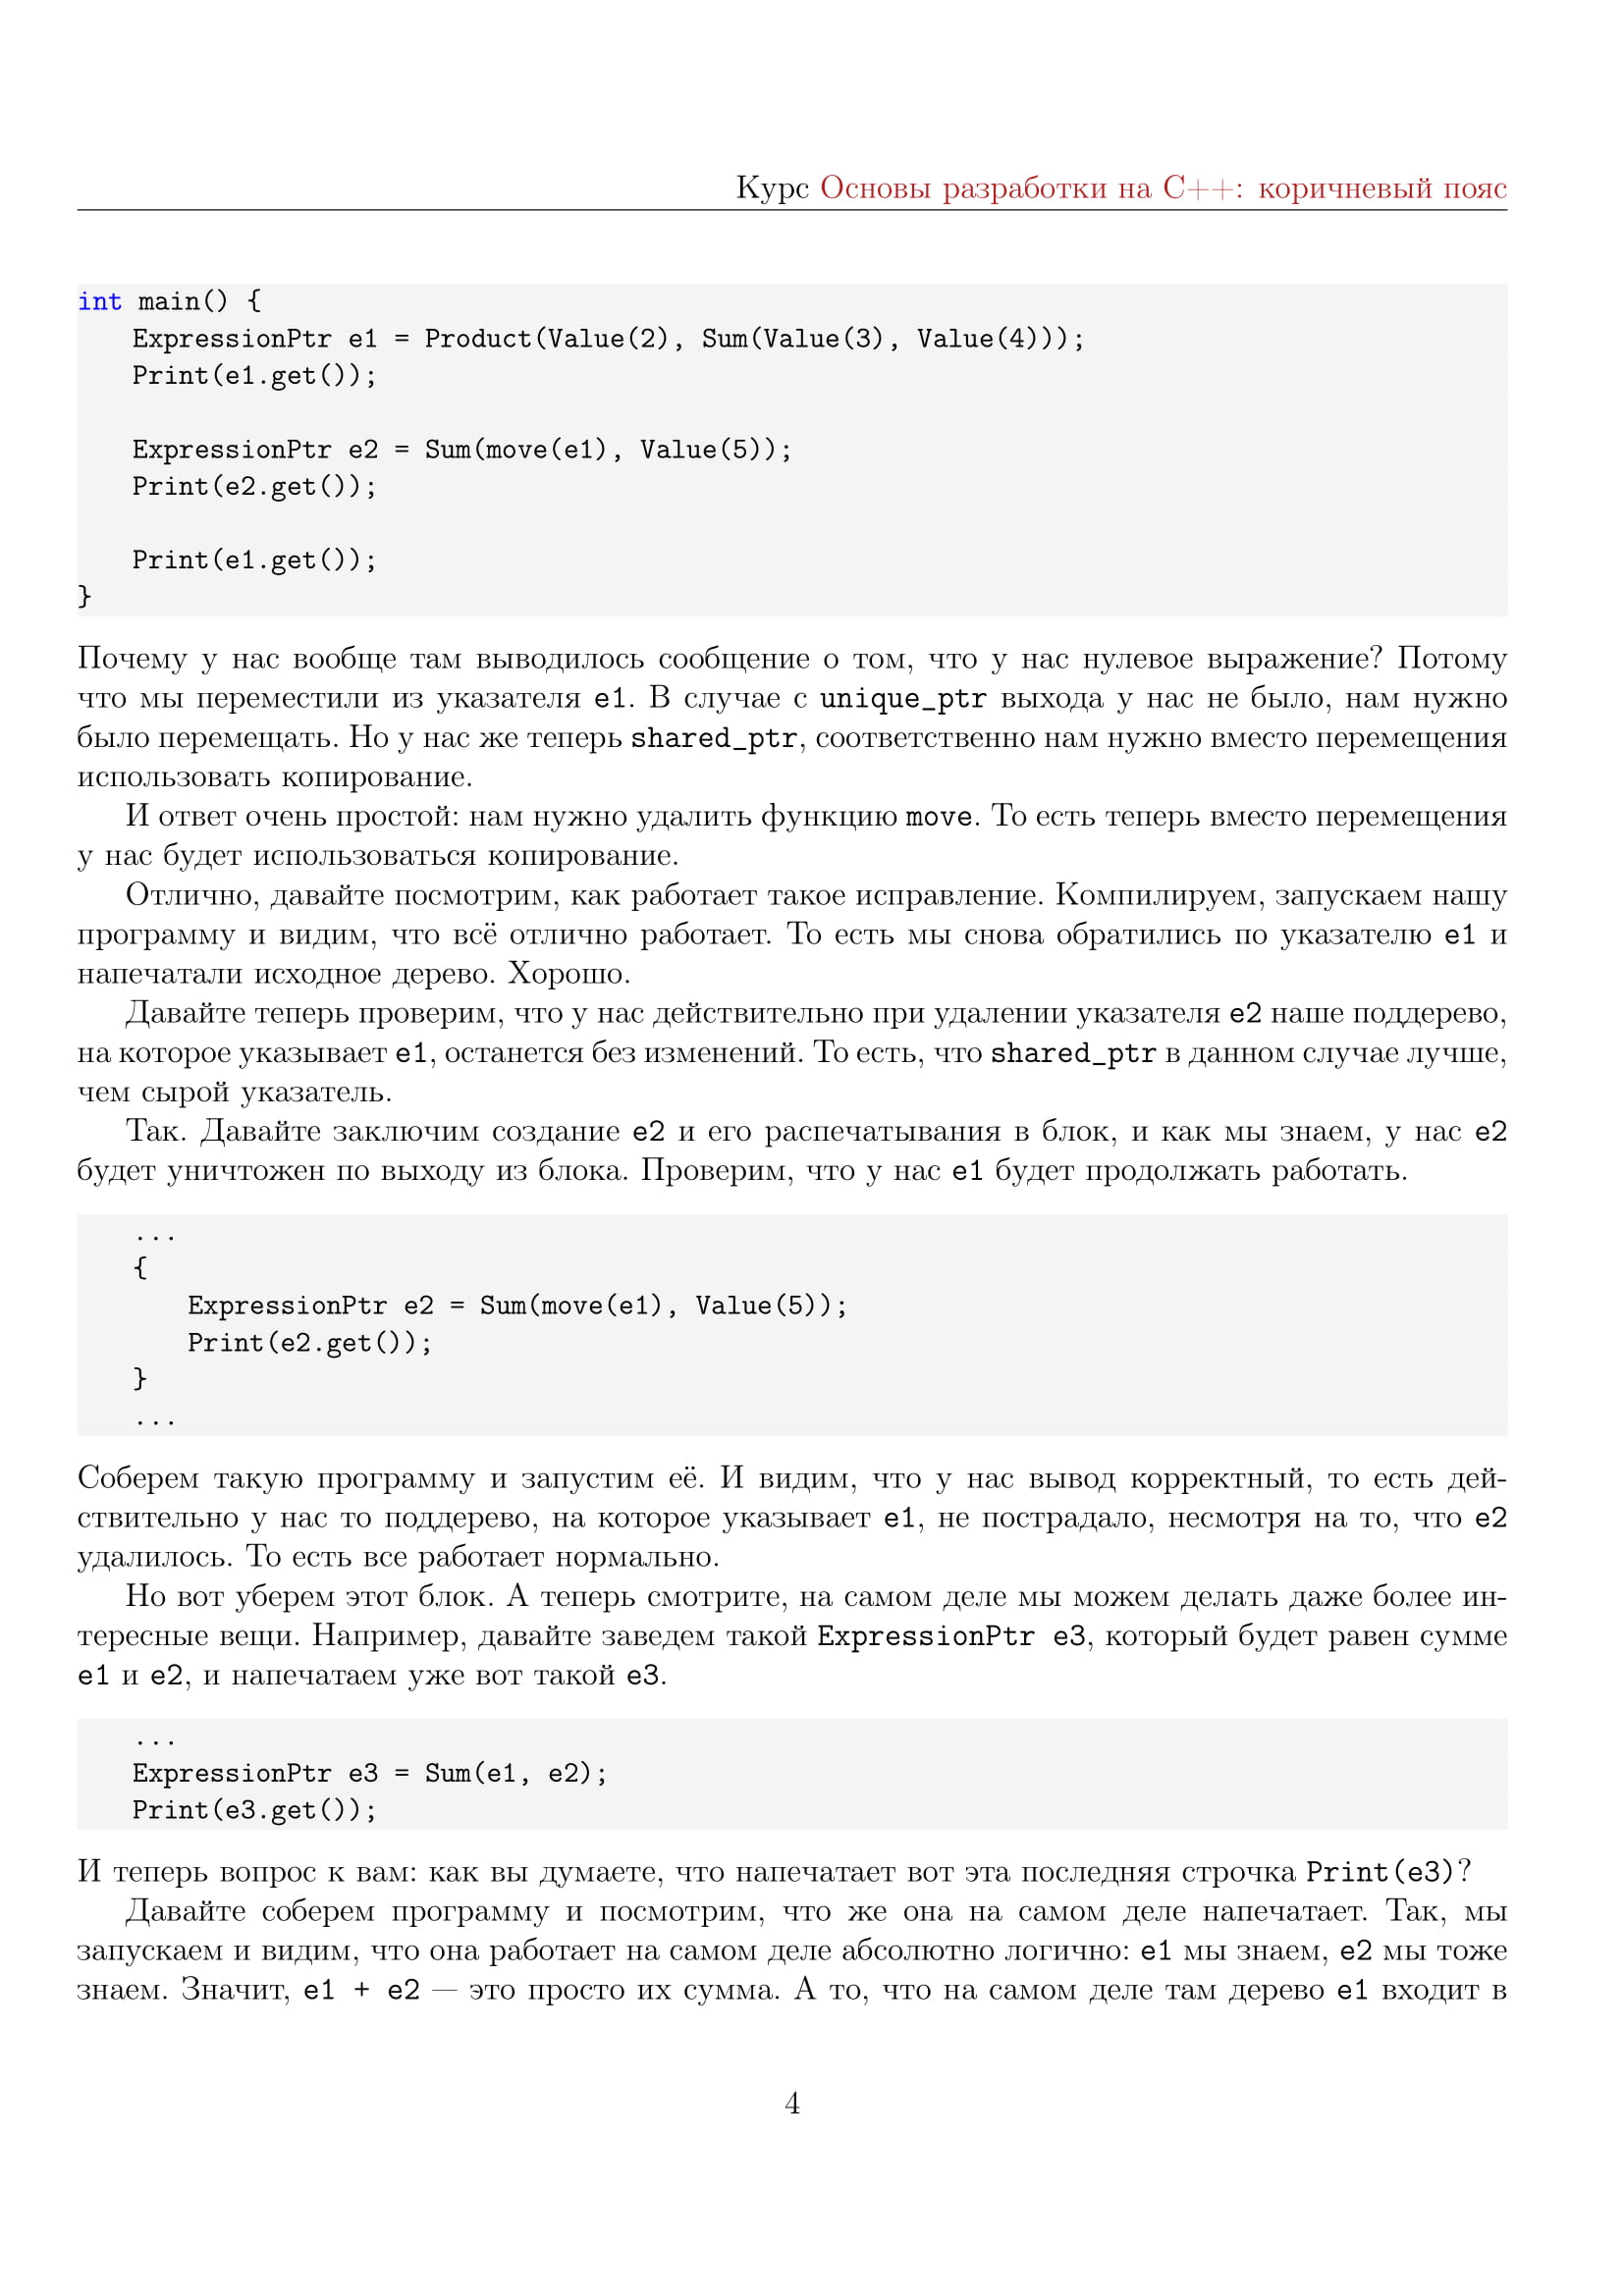 Курс Основы разработки на C++: коричневый пояс
int main() {
    ExpressionPtr e1 = Product(Value(2), Sum(Value(3), Value(4)));
    Print(e1.get());
    ExpressionPtr e2 = Sum(move(e1), Value(5));
    Print(e2.get());
    Print(e1.get());
}
Почему у нас вообще там выводилось сообщение о том, что у нас нулевое выражение? Потому
что мы переместили из указателя e1. В случае с unique_ptr выхода у нас не было, нам нужно
было перемещать. Но у нас же теперь shared_ptr, соответственно нам нужно вместо перемещения
использовать копирование.
И ответ очень простой: нам нужно удалить функцию move. То есть теперь вместо перемещения
у нас будет использоваться копирование.
Отлично, давайте посмотрим, как работает такое исправление. Компилируем, запускаем нашу
программу и видим, что всё отлично работает. То есть мы снова обратились по указателю e1 и
напечатали исходное дерево. Хорошо.
Давайте теперь проверим, что у нас действительно при удалении указателя e2 наше поддерево,
на которое указывает e1, останется без изменений. То есть, что shared_ptr в данном случае лучше,
чем сырой указатель.
Так. Давайте заключим создание e2 и его распечатывания в блок, и как мы знаем, у нас e2
будет уничтожен по выходу из блока. Проверим, что у нас e1 будет продолжать работать.
    ...
    {
        ExpressionPtr e2 = Sum(move(e1), Value(5));
        Print(e2.get());
    }
    ...
Соберем такую программу и запустим её. И видим, что у нас вывод корректный, то есть дей-
ствительно у нас то поддерево, на которое указывает e1, не пострадало, несмотря на то, что e2
удалилось. То есть все работает нормально.
Но вот уберем этот блок. А теперь смотрите, на самом деле мы можем делать даже более ин-
тересные вещи. Например, давайте заведем такой ExpressionPtr e3, который будет равен сумме
e1 и e2, и напечатаем уже вот такой e3.
    ...
    ExpressionPtr e3 = Sum(e1, e2);
    Print(e3.get());
И теперь вопрос к вам: как вы думаете, что напечатает вот эта последняя строчка Print(e3)?
Давайте соберем программу и посмотрим, что же она на самом деле напечатает. Так, мы
запускаем и видим, что она работает на самом деле абсолютно логично: e1 мы знаем, e2 мы тоже
знаем. Значит, e1 + e2 — это просто их сумма. А то, что на самом деле там дерево e1 входит в
4